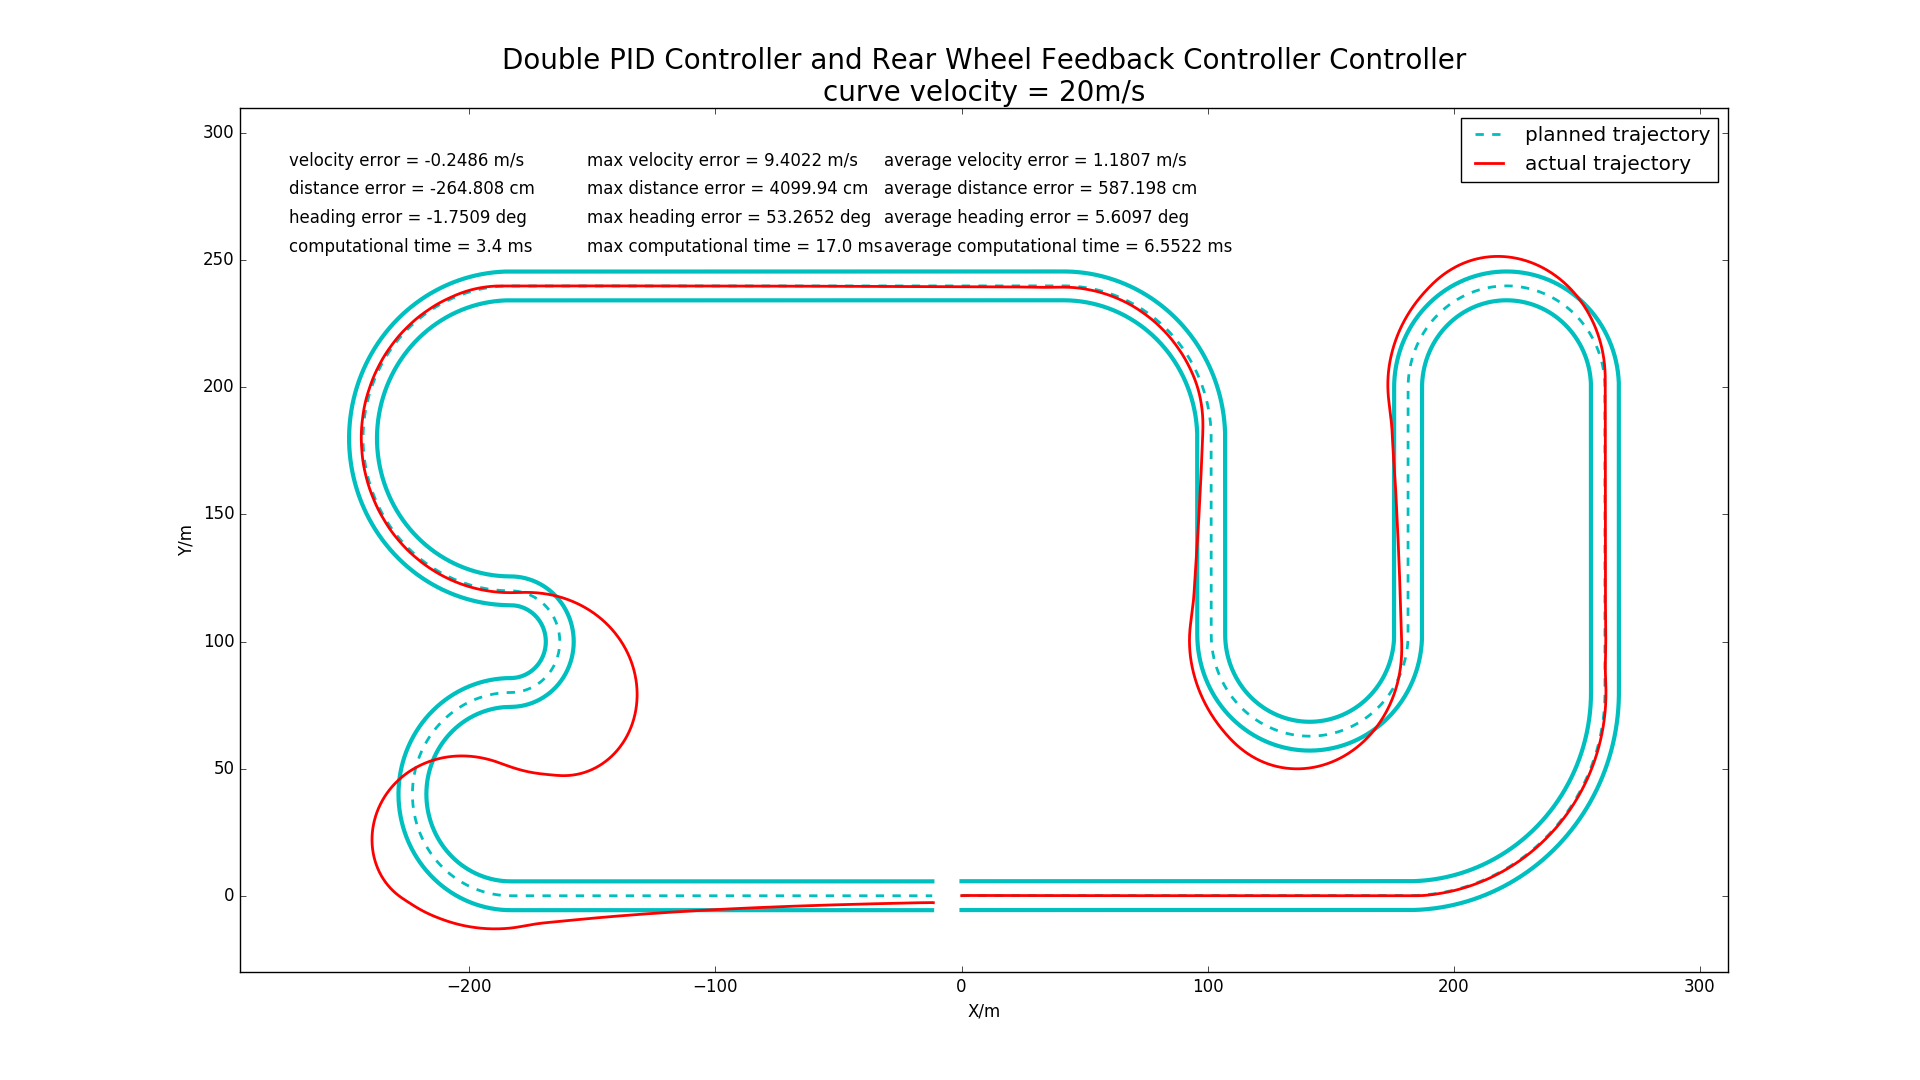 Double PID Controller and Rear Wheel Feedback Controller Controller
curve velocity = 20m/s
planned trajectory
actual trajectory
velocity error = -0.2486 m/s max velocity error = 9.4022 m/s average velocity error = 1.1807 m/s
distance error = -264.808 cm max distance error = 4099.94 cm average distance error = 587.198 cm
heading error = -1.7509 deg max heading error = 53.2652 deg average heading error = 5.6097 deg
computational time = 3.4 ms max computational time = 17.0 ms average computational time = 6.5522 ms
300
250
200
150
100
50
0
Y/m
−200 −100 0 100 200 300
X/m